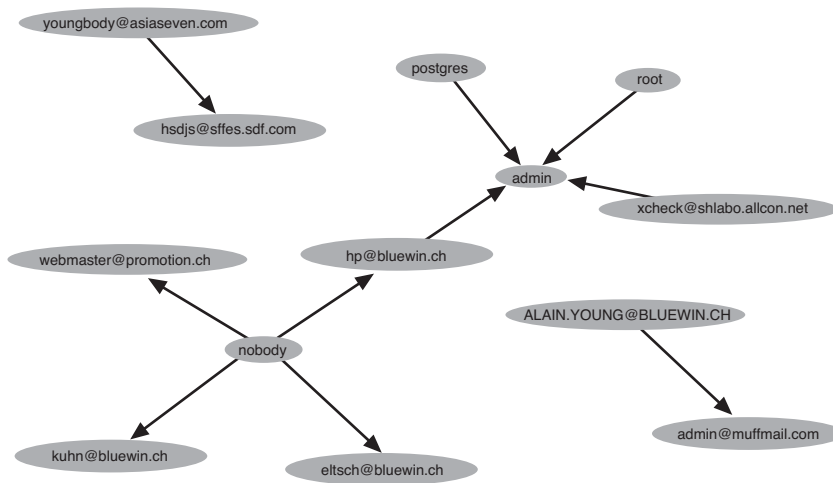 youngbody@asiaseven.com
postgres
root
hsdjs@sffes.sdf.com
admin
xcheck@shlabo.allcon.net
hp@bluewin.ch
webmaster@promotion.ch
ALAIN.YOUNG@BLUEWIN.CH
nobody
admin@muffmail.com
kuhn@bluewin.ch
eltsch@bluewin.ch